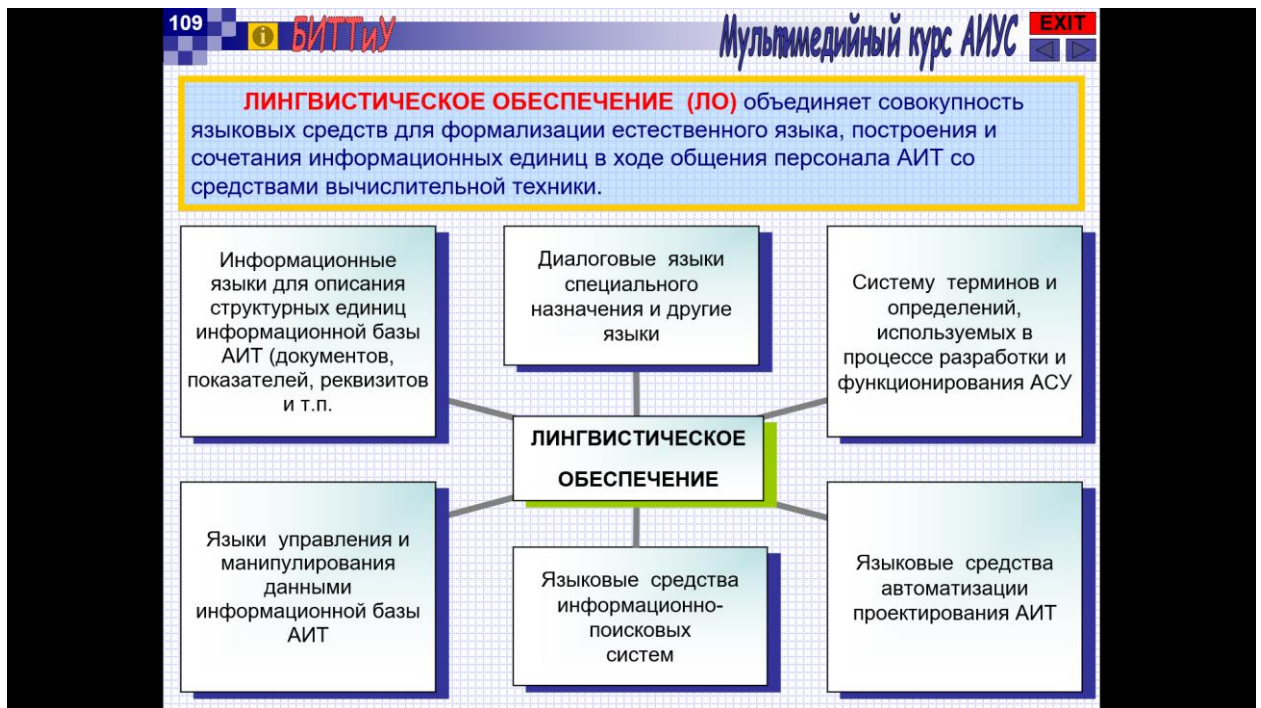 109
БИТТиУ
Мультимедийный курс АИУС
EXIT
ЛИНГВИСТИЧЕСКОЕ ОБЕСПЕЧЕНИЕ (ЛО) объединяет совокупность
языковых средств для формализации естественного языка, построения и
сочетания информационных единиц в ходе общения персонала АИТ со
средствами вычислительной техники.
Информационные
языки для описания
структурных единиц
информационной базы
АИТ (документов,
показателей, реквизитов
и т.п.
Диалоговые языки
специального
назначения и другие
языки
Систему терминов и
определений,
используемых в
процессе разработки и
функционирования АСУ
ЛИНГВИСТИЧЕСКОЕ
ОБЕСПЕЧЕНИЕ
Языки управления и
манипулирования
данными
информационной базы
АИТ
Языковые средства
информационно-
поисковых
систем
Языковые средства
автоматизации
проектирования АИТ